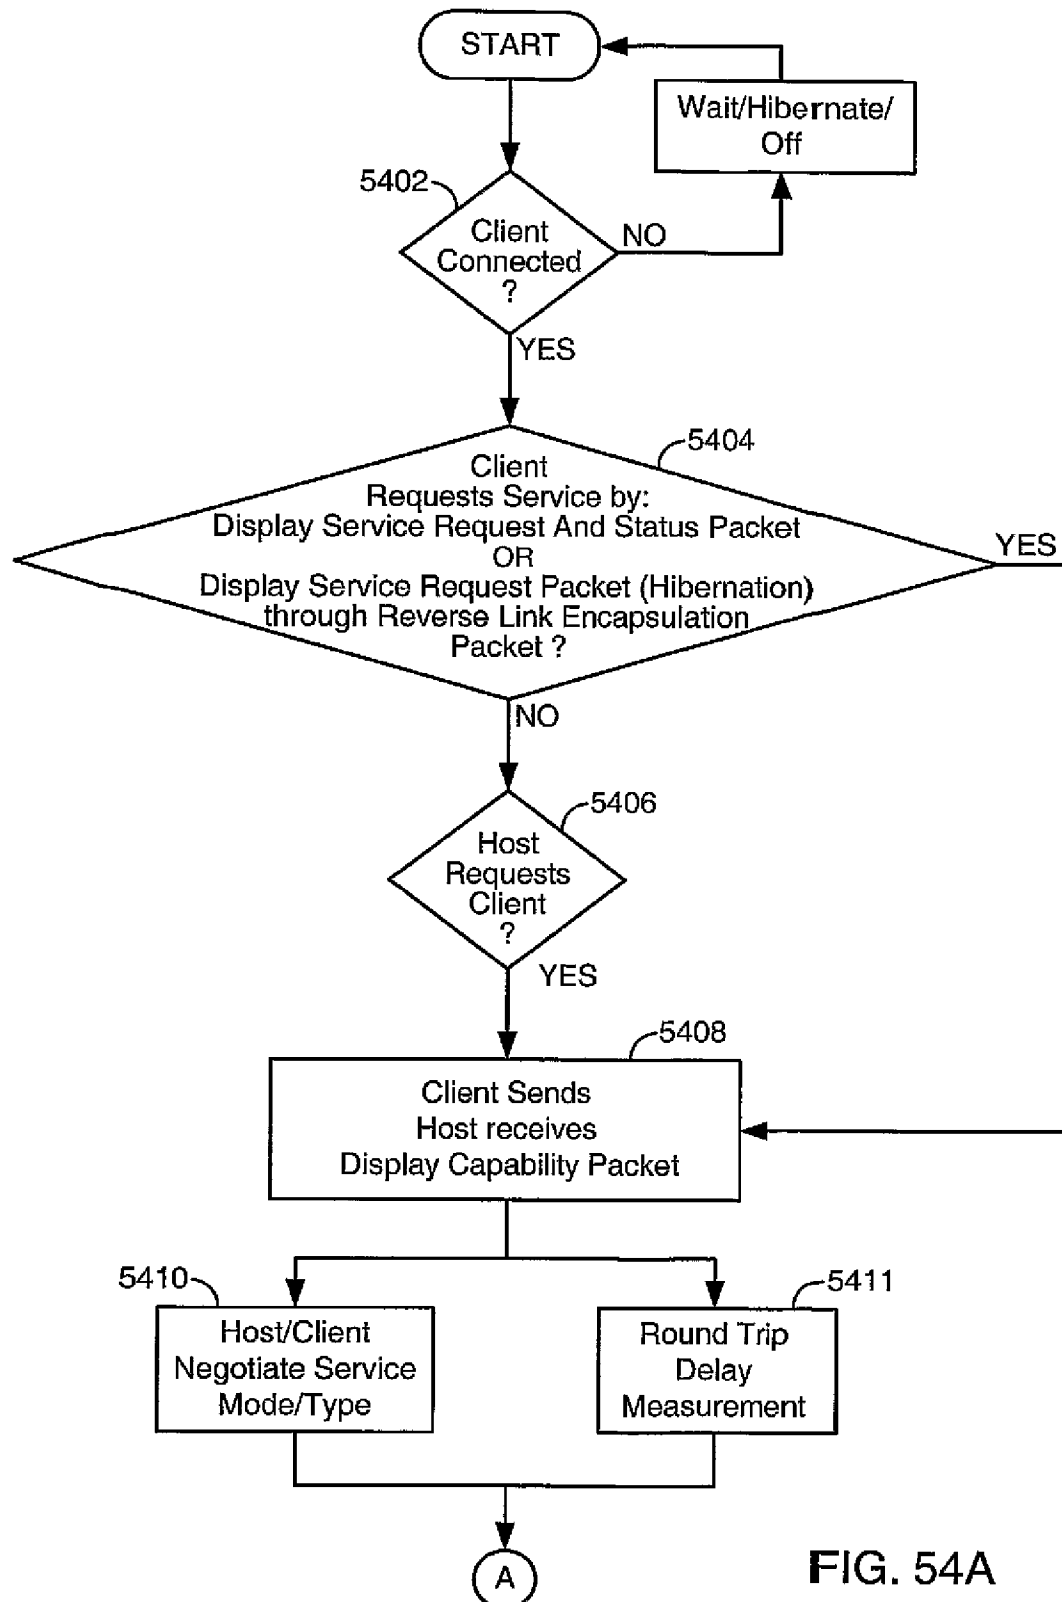 START
Wait/Hibernate/
Off
5402
Client
Connected
?
NO
YES
5404
Client
Requests Service by:
Display Service Request And Status Packet
OR
Display Service Request Packet (Hibernation)
through Reverse Link Encapsulation
Packet ?
YES
NO
5406
Host
Requests
Client
?
YES
5408
Client Sends
Host receives
Display Capability Packet
5410
Host/Client
Negotiate Service
Mode/Type
5411
Round Trip
Delay
Measurement
A
FIG. 54A